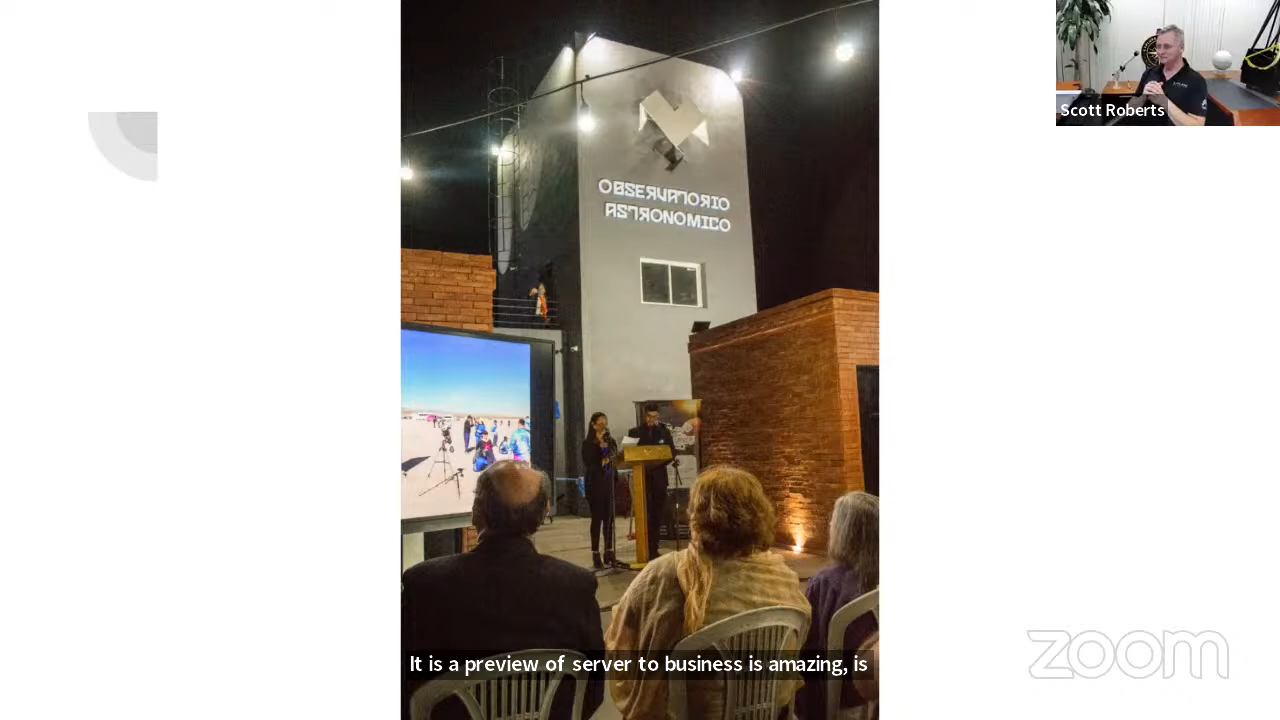 Scott Roberts
OBSERVATORIO
ASTRONOMICO
It is a preview of server to business is amazing, is
zoom